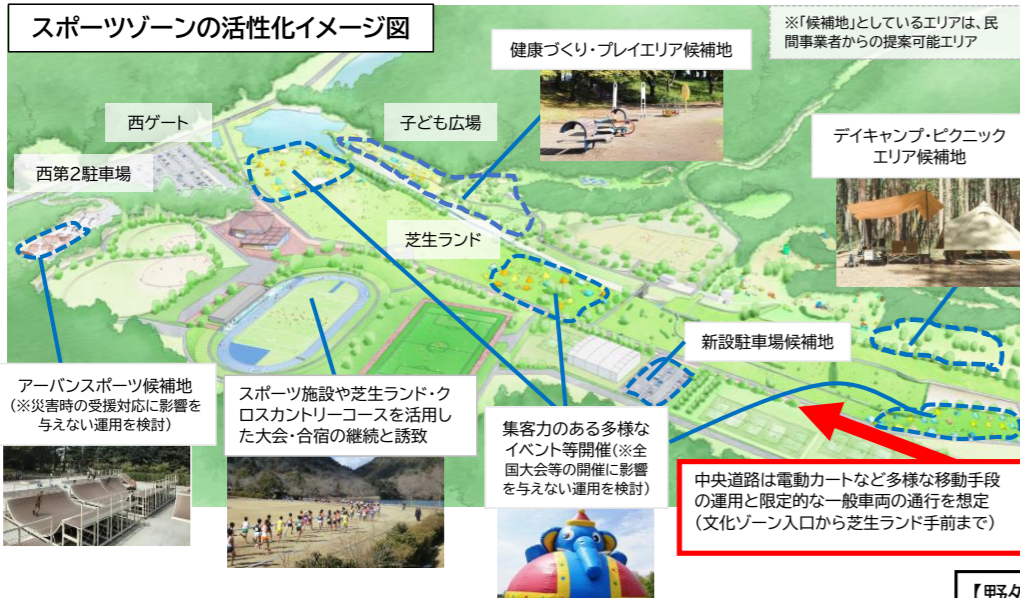 スポーツゾーンの活性化イメージ図
※「候補地」としているエリアは、民
間事業者からの提案可能エリア
健康づくり・プレイエリア候補地
西ゲート
子ども広場
デイキャンプ・ピクニック
エリア候補地
西第2駐車場
芝生ランド
新設駐車場候補地
アーバンスポーツ候補地
(※災害時の受援対応に影響を
与えない運用を検討)
スポーツ施設や芝生ランド・ク
ロスカントリーコースを活用し
た大会・合宿の継続と誘致
集客力のある多様な
イベント等開催(※全
国大会等の開催に影響
を与えない運用を検討)
中央道路は電動カートなど多様な移動手段
の運用と限定的な一般車両の通行を想定
(文化ゾーン入口から芝生ランド手前まで)